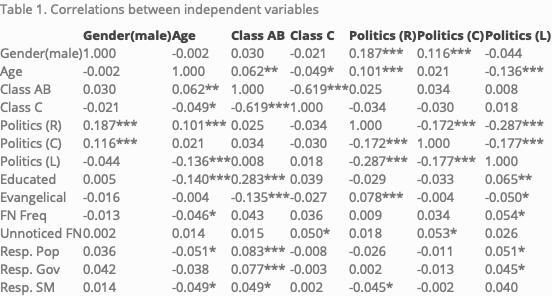 Table 1. Correlations between independent variables
Gender(male)Age Class AB Class C Politics (R)Politics (C)Politics (L)
Gender(male)1.000 -0.002 0.030 -0.021 0.187*** 0.116*** -0.044
Age -0.002 1.000 0.062** -0.049* 0.101*** 0.021 -0.136***
Class AB 0.030 0.062** 1.000 -0.619***0.025 0.034 0.008
Class C -0.021 -0.049* -0.619***1.000 -0.034 -0.030 0.018
Politics (R) 0.187*** 0.101*** 0.025 -0.034 1.000 -0.172*** -0.287***
Politics (C) 0.116*** 0.021 0.034 -0.030 -0.172*** 1.000 -0.177***
Politics (L) -0.044 -0.136***0.008 0.018 -0.287*** -0.177*** 1.000
Educated 0.005 -0.140***0.283*** 0.039 -0.029 -0.033 0.065**
Evangelical -0.016 -0.004 -0.135***-0.027 0.078*** -0.004 -0.050*
FN Freq -0.013 -0.046* 0.043 0.036 0.009 0.034 0.054*
Unnoticed FN0.002 0.014 0.015 0.050* 0.018 0.053* 0.026
Resp. Pop 0.036 -0.051* 0.083*** -0.008 -0.026 -0.011 0.051*
Resp. Gov 0.042 -0.038 0.077*** -0.003 0.002 -0.013 0.045*
Resp. SM 0.014 -0.049* 0.049* 0.002 -0.045* -0.002 0.040